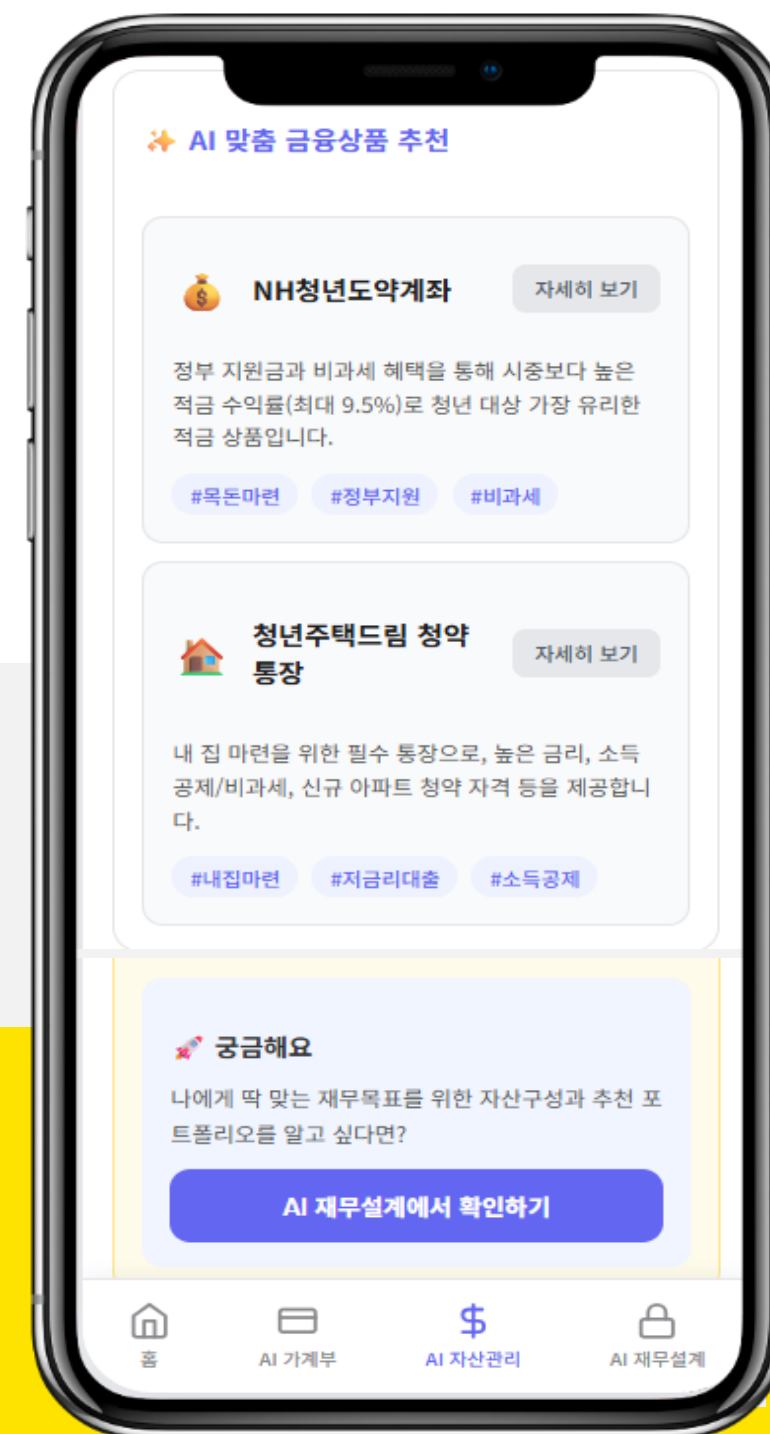 AI 맞춤 금융상품 추천
NH청년도약계좌
자세히 보기
정부 지원금과 비과세 혜택을 통해 시중보다 높은
적금 수익률(최대 9.5%)로 청년 대상 가장 유리한
적금 상품입니다.
#목돈마련 #정부지원 #비과세
청년주택드림 청약
통장
자세히 보기
내 집 마련을 위한 필수 통장으로, 높은 금리, 소득
공제/비과세, 신규 아파트 청약 자격 등을 제공합니
다.
#내집마련 #저금리대출 #소득공제
궁금해요
나에게 딱 맞는 재무목표를 위한 자산구성과 추천 포
트폴리오를 알고 싶다면?
AI 재무설계에서 확인하기
홈 AI 가계부 AI 자산관리 AI 재무설계